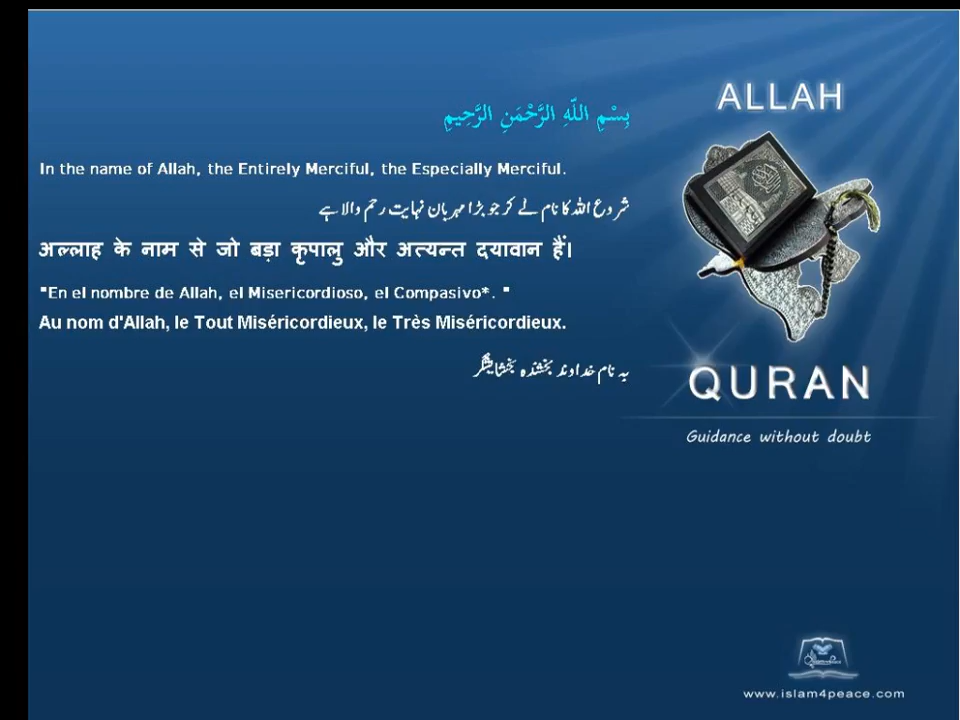 بِسْمِ اللَّهِ الرَّحْمَنِ الرَّحِيمِ
In the name of Allah, the Entirely Merciful, the Especially Merciful.
شروع الله کا نام لے کر جو بڑا مہربان نہایت رحم والا ہے
अल्लाह के नाम से जो बड़ा कृपालु और अत्यन्त दयावान हैं।
"En el nombre de Allah, el Misericordioso, el Compasivo*. "
Au nom d'Allah, le Tout Miséricordieux, le Très Miséricordieux.
به نام خداوند بخشنده بخشایشگر
ALLAH
QURAN
Guidance without doubt
www.islam4peace.com